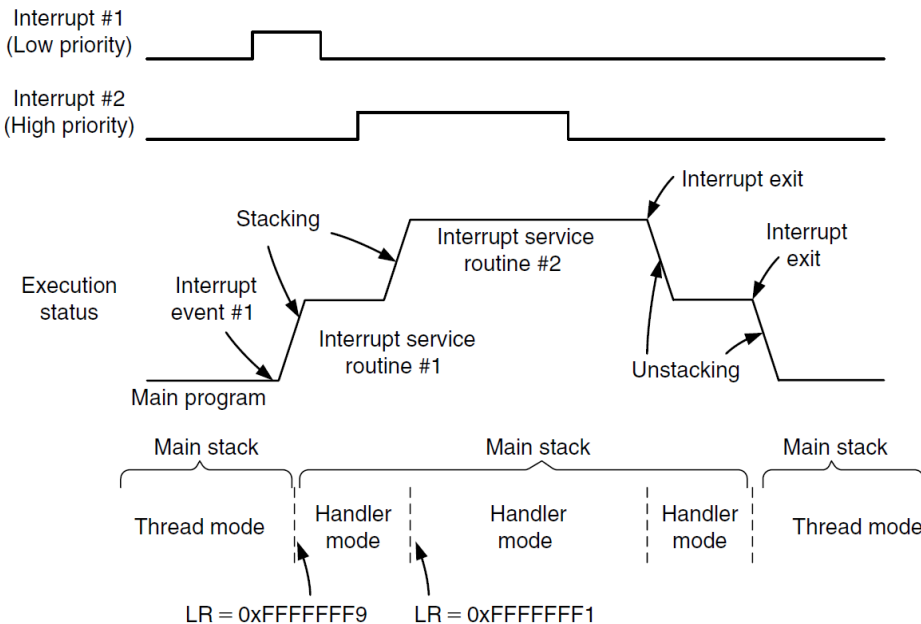 Interrupt #1
(Low priority)
Interrupt #2
(High priority)
Interrupt exit
Stacking
Interrupt service
routine #2
Interrupt
exit
Execution
status
Interrupt
event #1
Interrupt service
routine #1
Unstacking
Main program
Main stack
Main stack
Main stack
Thread mode
Handler
mode
Handler
mode
Handler
mode
Thread mode
LR = 0xFFFFFFF9
LR = 0xFFFFFFF1